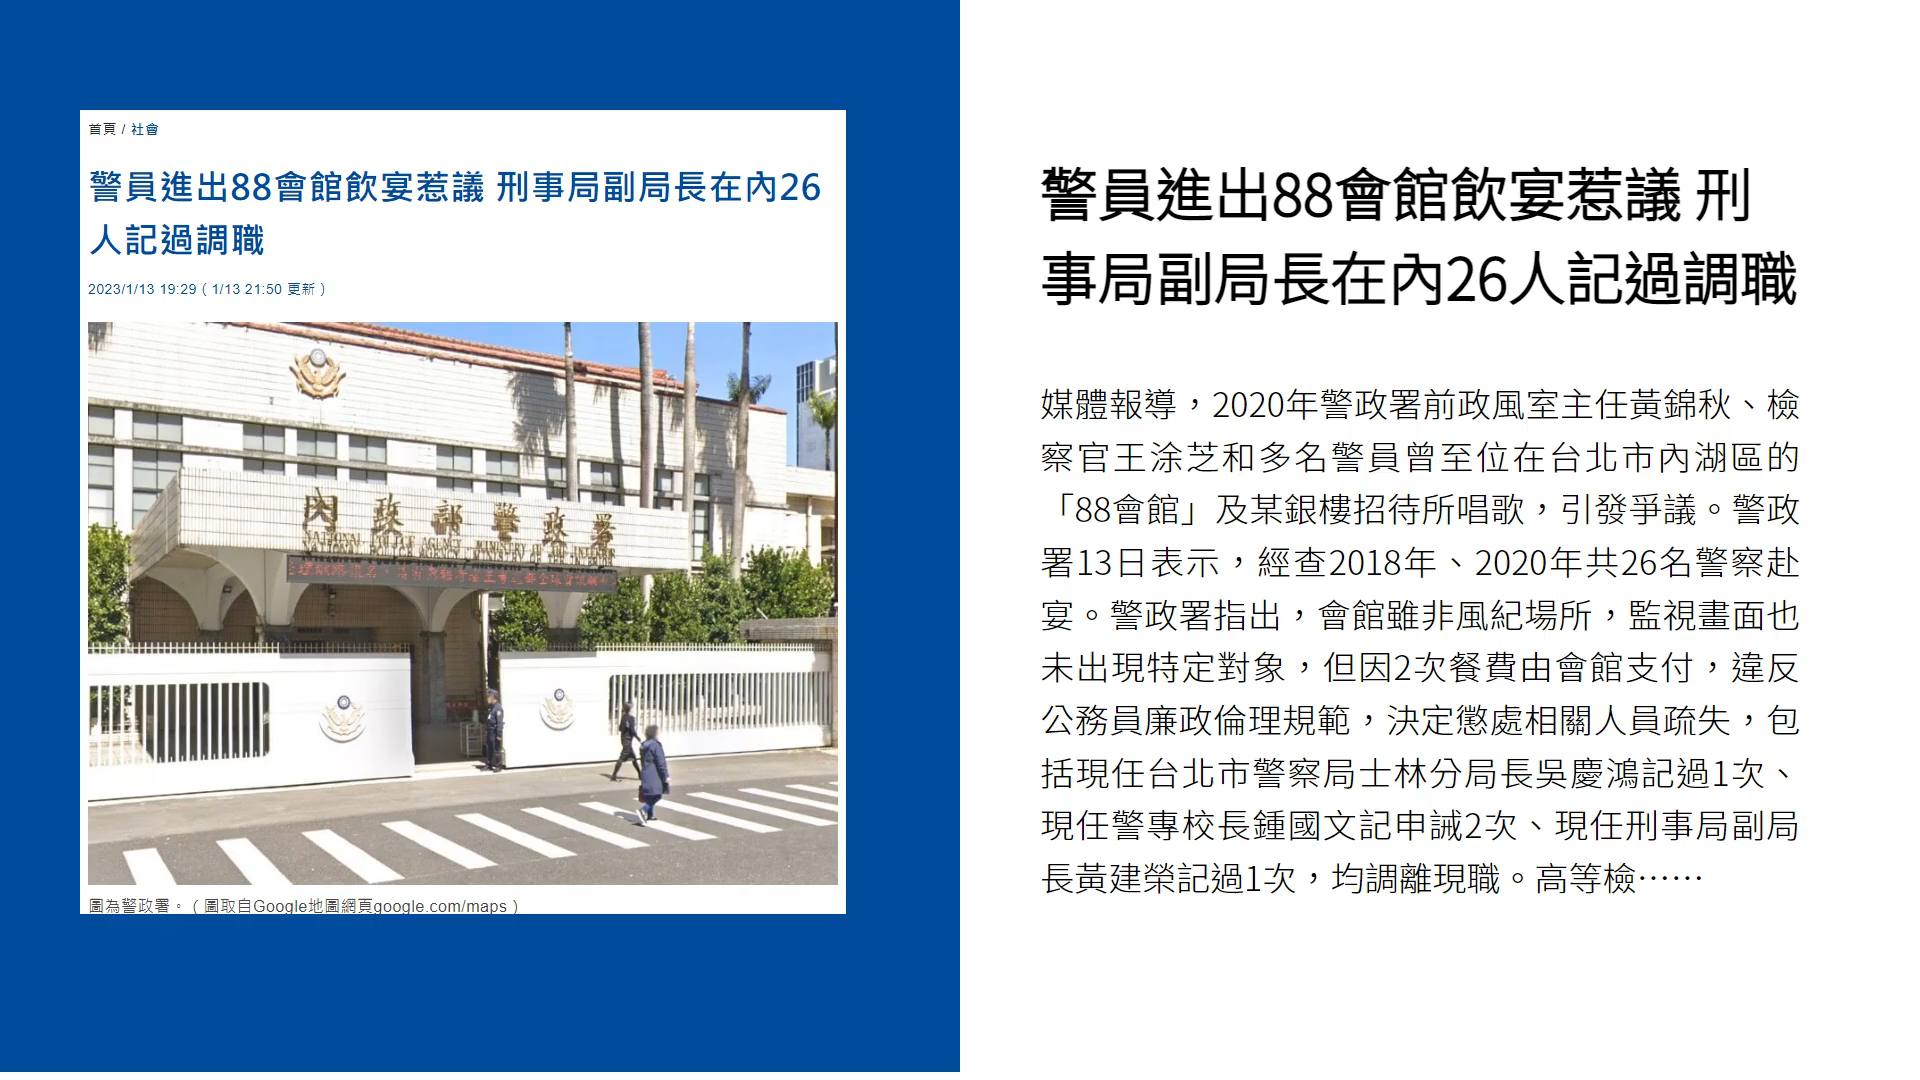 首頁 / 社會
警員進出88會館飲宴惹議 刑事局副局長在內26
人記過調職
2023/1/13 19:29（1/13 21:50 更新）
內政部警政署
NATIONAL POLICE AGENCY, MINISTRY OF THE INTERIOR
圖為警政署。（圖取自Google地圖網頁google.com/maps）
警員進出88會館飲宴惹議 刑
事局副局長在內26人記過調職
媒體報導，2020年警政署前政風室主任黃錦秋、檢
察官王涂芝和多名警員曾至位在台北市內湖區的
「88會館」及某銀樓招待所唱歌，引發爭議。警政
署13日表示，經查2018年、2020年共26名警察赴
宴。警政署指出，會館雖非風紀場所，監視畫面也
未出現特定對象，但因2次餐費由會館支付，違反
公務員廉政倫理規範，決定懲處相關人員疏失，包
括現任台北市警察局士林分局長吳慶鴻記過1次、
現任警專校長鍾國文記申誡2次、現任刑事局副局
長黃建榮記過1次，均調離現職。高等檢……